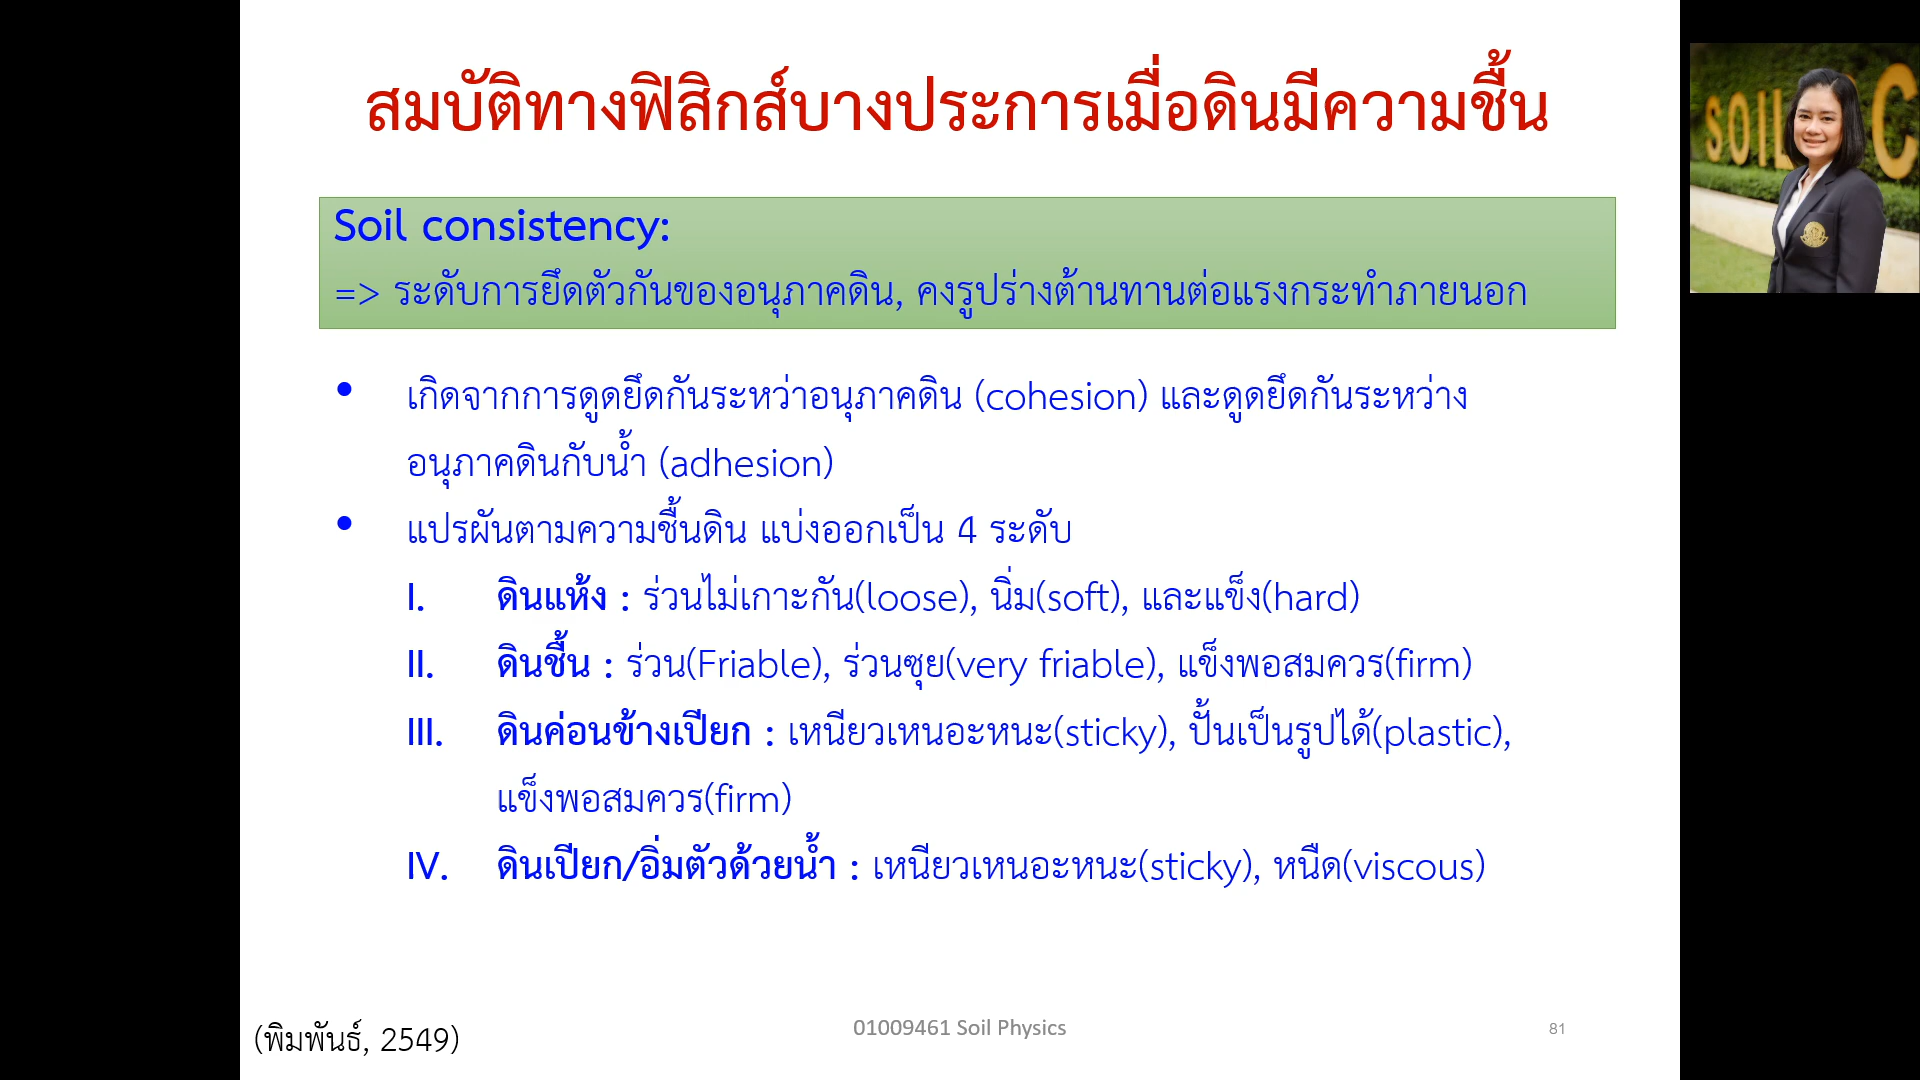 สมบัติทางฟิสิกส์บางประการเมื่อดินมีความชื้น
Soil consistency:
=> ระดับการยึดตัวกันของอนุภาคดิน, คงรูปร่างต้านทานต่อแรงกระทำภายนอก
• เกิดจากการดูดยึดกันระหว่าอนุภาคดิน (cohesion) และดูดยึดกันระหว่าง
อนุภาคดินกับน้ำ (adhesion)
• แปรผันตามความชื้นดิน แบ่งออกเป็น 4 ระดับ
I. ดินแห้ง : ร่วนไม่เกาะกัน(loose), นิ่ม(soft), และแข็ง(hard)
II. ดินชื้น : ร่วน(Friable), ร่วนซุย(very friable), แข็งพอสมควร(firm)
III. ดินค่อนข้างเปียก : เหนียวเหนอะหนะ(sticky), ปั้นเป็นรูปได้(plastic),
แข็งพอสมควร(firm)
IV. ดินเปียก/อิ่มตัวด้วยน้ำ : เหนียวเหนอะหนะ(sticky), หนืด(viscous)
(พิมพันธ์, 2549)
01009461 Soil Physics
81
SOIL
C